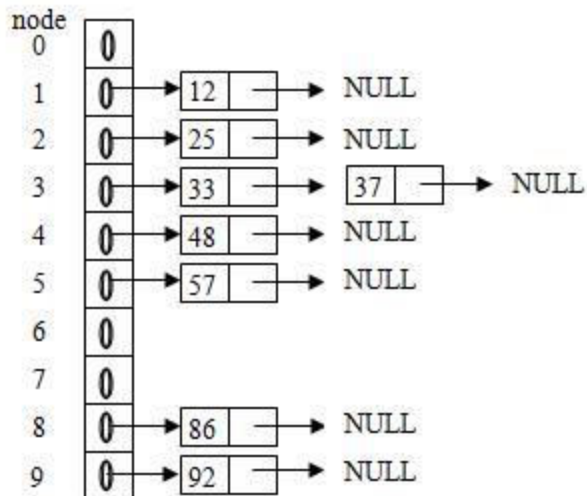 node
0 0
1 0 12 NULL
2 0 25 NULL
3 0 33 37 NULL
4 0 48 NULL
5 0 57 NULL
6 0
7 0
8 0 86 NULL
9 0 92 NULL